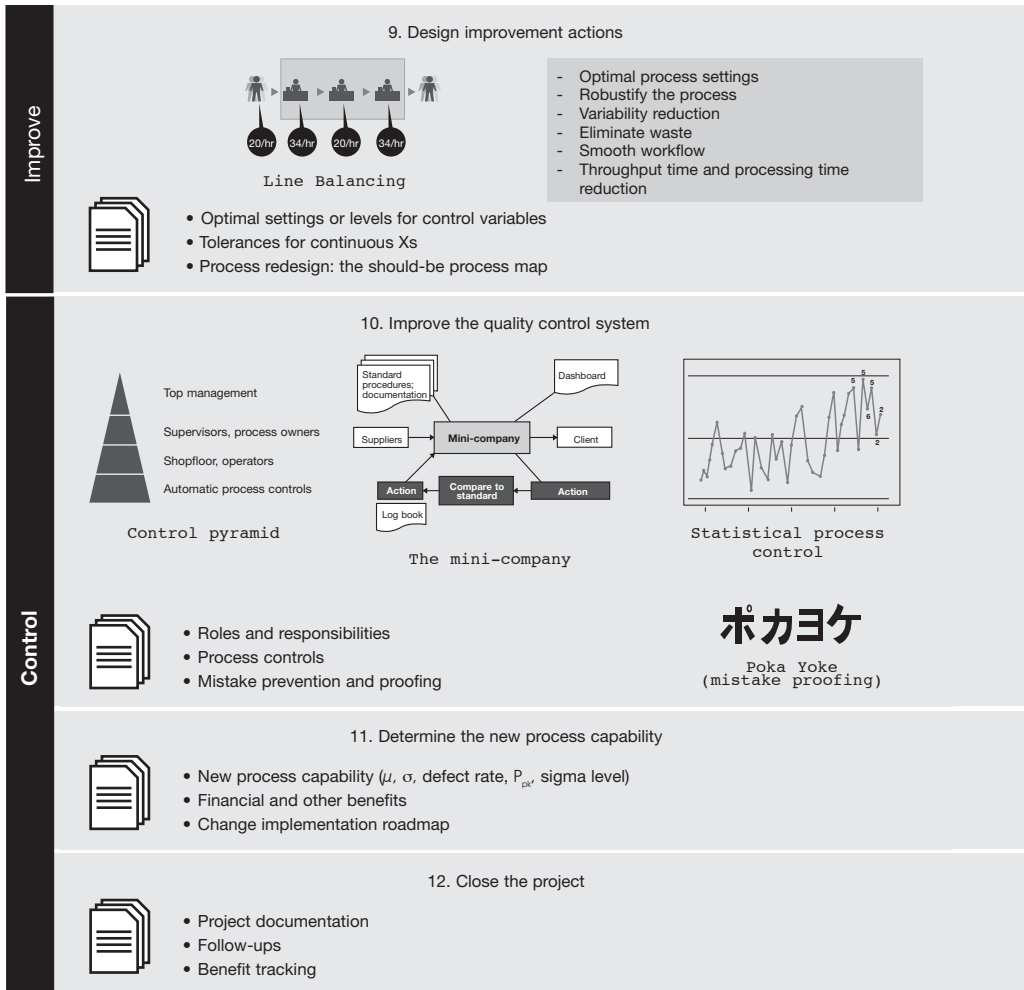 Improve
9. Design improvement actions
20/hr 34/hr 20/hr 34/hr
Line Balancing
- Optimal process settings
- Robustify the process
- Variability reduction
- Eliminate waste
- Smooth workflow
- Throughput time and processing time
reduction
• Optimal settings or levels for control variables
• Tolerances for continuous Xs
• Process redesign: the should-be process map
Control
10. Improve the quality control system
Top management
Supervisors, process owners
Shopfloor, operators
Automatic process controls
Control pyramid
Standard
procedures;
documentation
Dashboard
Suppliers
Mini-company
Client
Action
Compare to
standard
Action
Log book
The mini-company
5
5
5
6
2
2
Statistical process
control
• Roles and responsibilities
• Process controls
• Mistake prevention and proofing
ポカヨケ
Poka Yoke
(mistake proofing)
11. Determine the new process capability
• New process capability (μ, σ, defect rate, Ppk, sigma level)
• Financial and other benefits
• Change implementation roadmap
12. Close the project
• Project documentation
• Follow-ups
• Benefit tracking